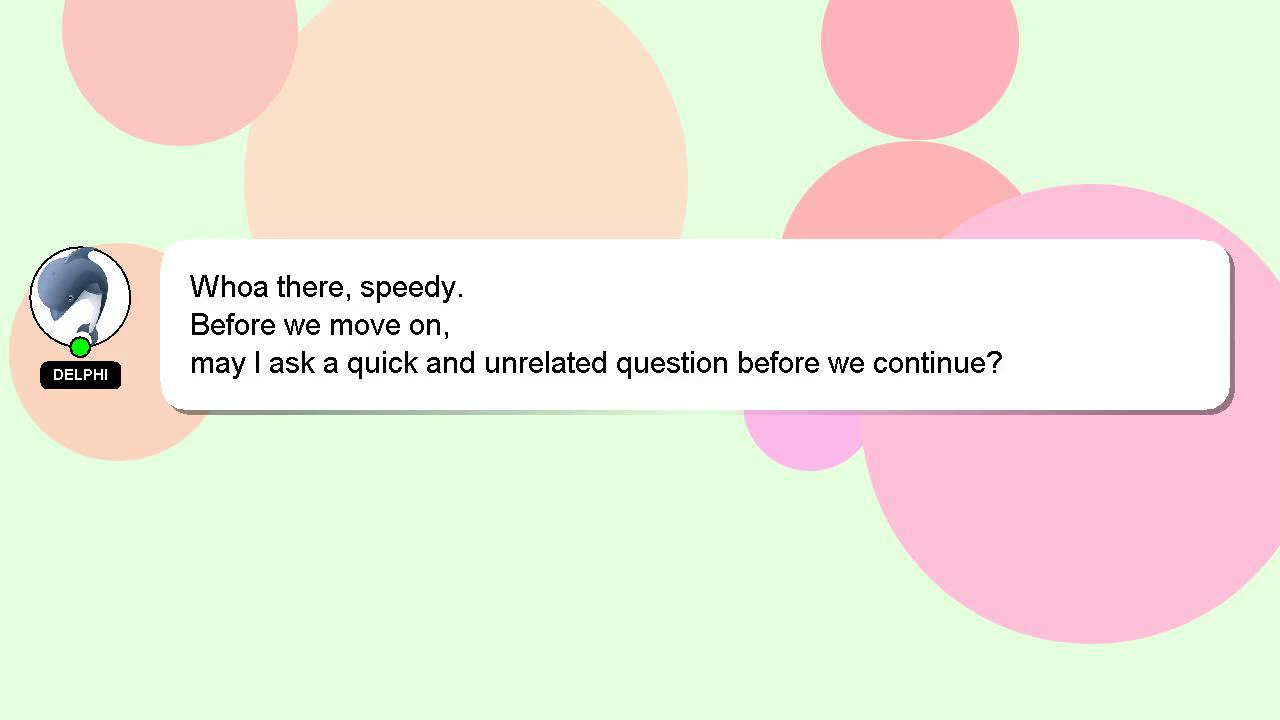 Whoa there, speedy.
Before we move on,
may I ask a quick and unrelated question before we continue?
DELPHI